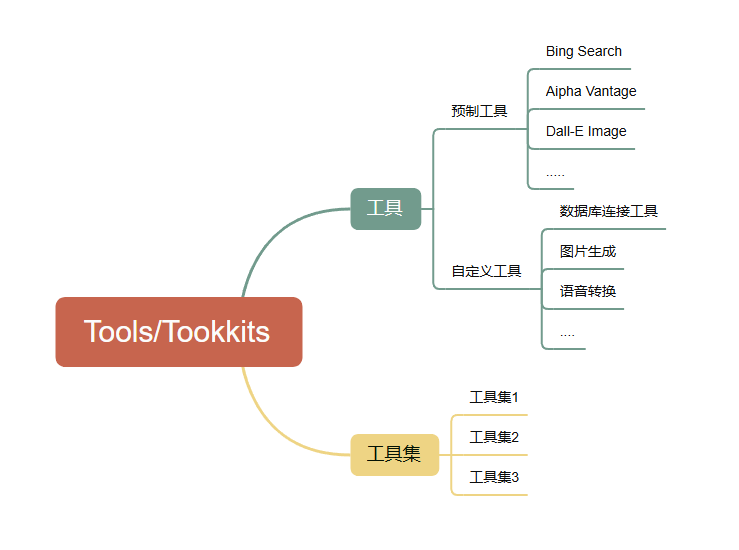 Tools/Tookkits
工具
预制工具
Bing Search
Aipha Vantage
Dall-E Image
.....
自定义工具
数据库连接工具
图片生成
语音转换
....
工具集
工具集1
工具集2
工具集3